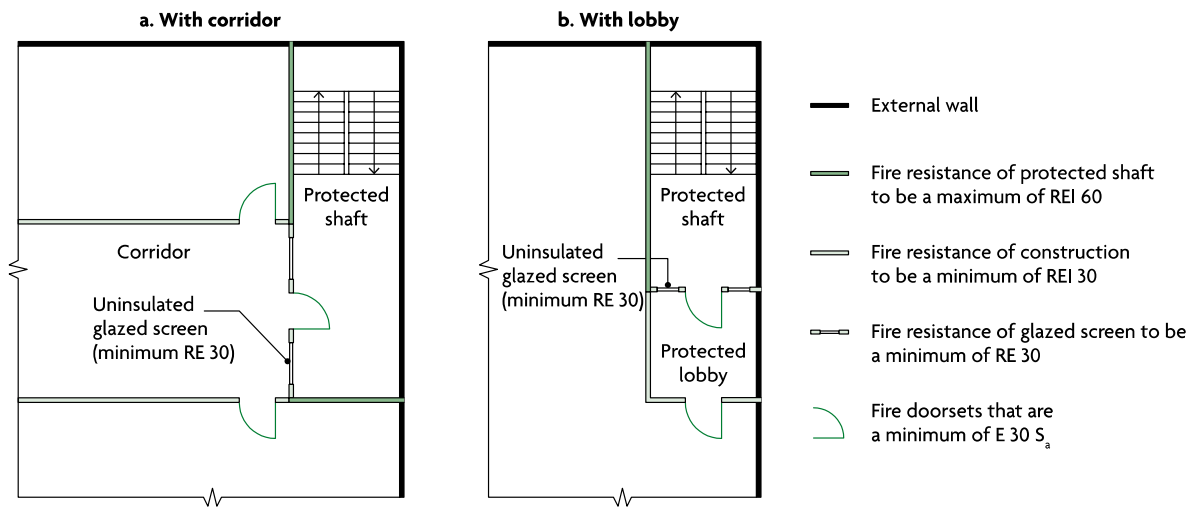 a. With corridor
Protected
shaft
Corridor
Uninsulated
glazed screen
(minimum RE 30)
b. With lobby
Protected
shaft
Uninsulated
glazed screen
(minimum RE 30)
Protected
lobby
External wall
Fire resistance of protected shaft
to be a maximum of REI 60
Fire resistance of construction
to be a minimum of REI 30
Fire resistance of glazed screen to be
a minimum of RE 30
Fire doorsets that are
a minimum of E 30 Sa